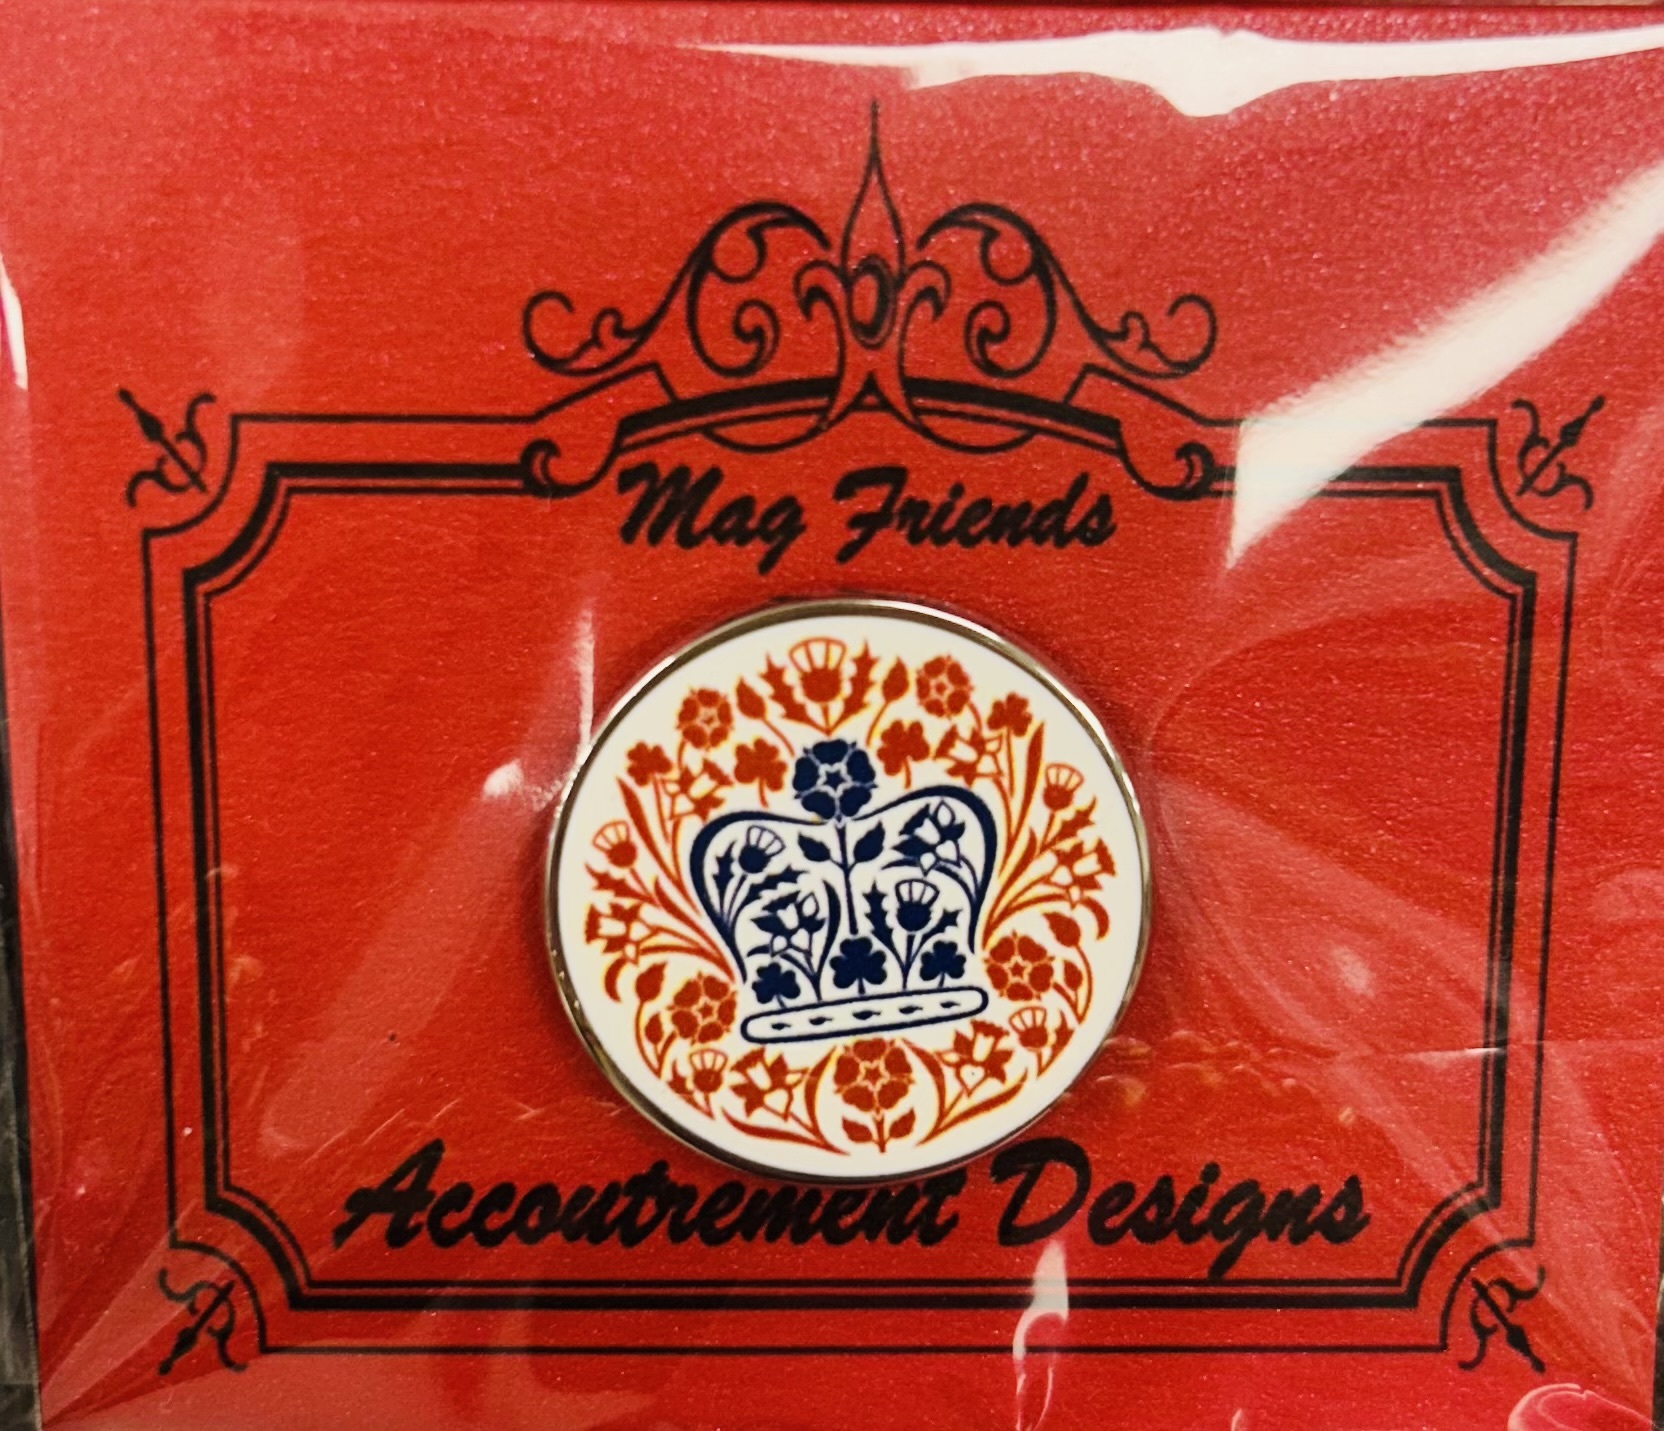 Mag Friends
Accoutrement Designs